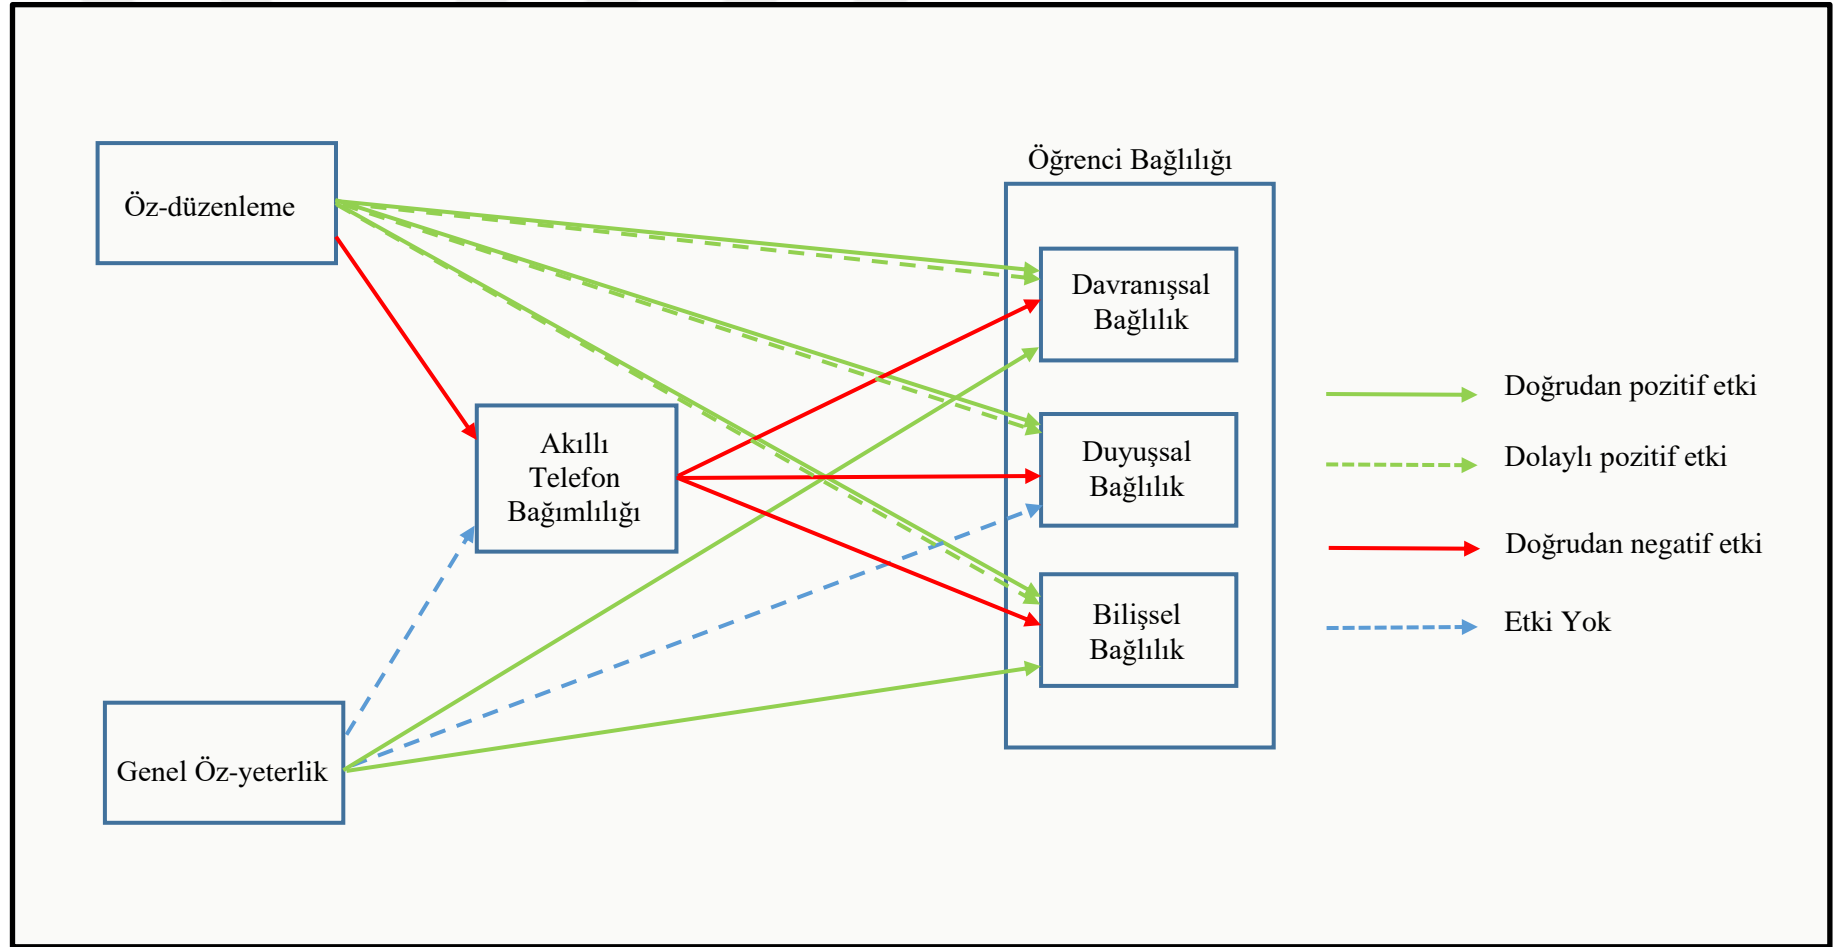 Öğrenci Bağlılığı
Öz-düzenleme
Davranışsal
Bağlılık
Akıllı
Telefon
Bağımlılığı
Duyuşsal
Bağlılık
Bilişsel
Bağlılık
Genel Öz-yeterlik
Doğrudan pozitif etki
Dolaylı pozitif etki
Doğrudan negatif etki
Etki Yok